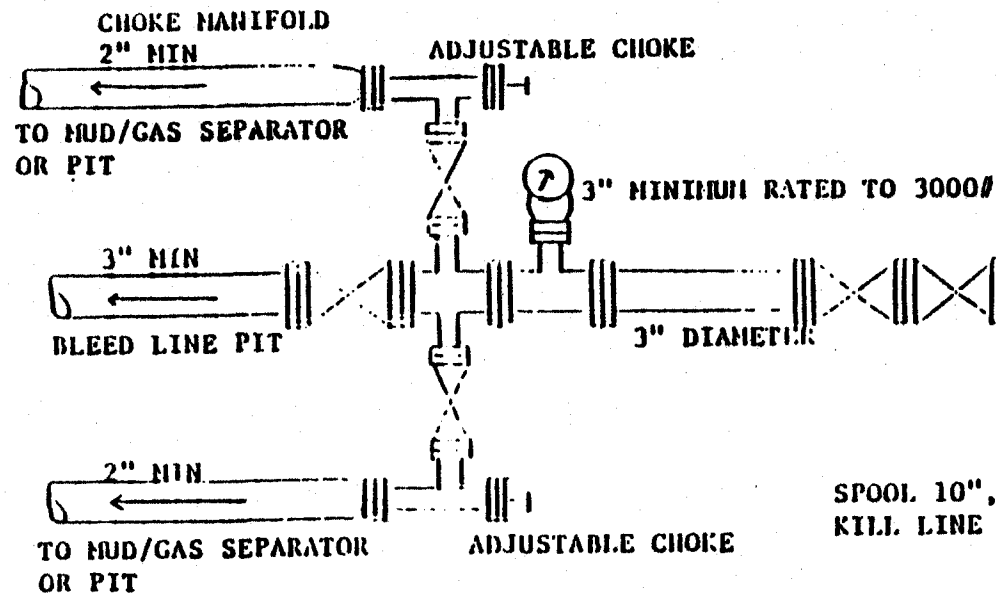 CHOKE MANIFOLD
2" MIN
ADJUSTABLE CHOKE
TO MUD/GAS SEPARATOR
OR PIT
3" MINIMUM RATED TO 3000#
3" MIN
BLEED LINE PIT
3" DIAMETER
2" MIN
SPOOL 10",
KILL LINE
TO MUD/GAS SEPARATOR
OR PIT
ADJUSTABLE CHOKE